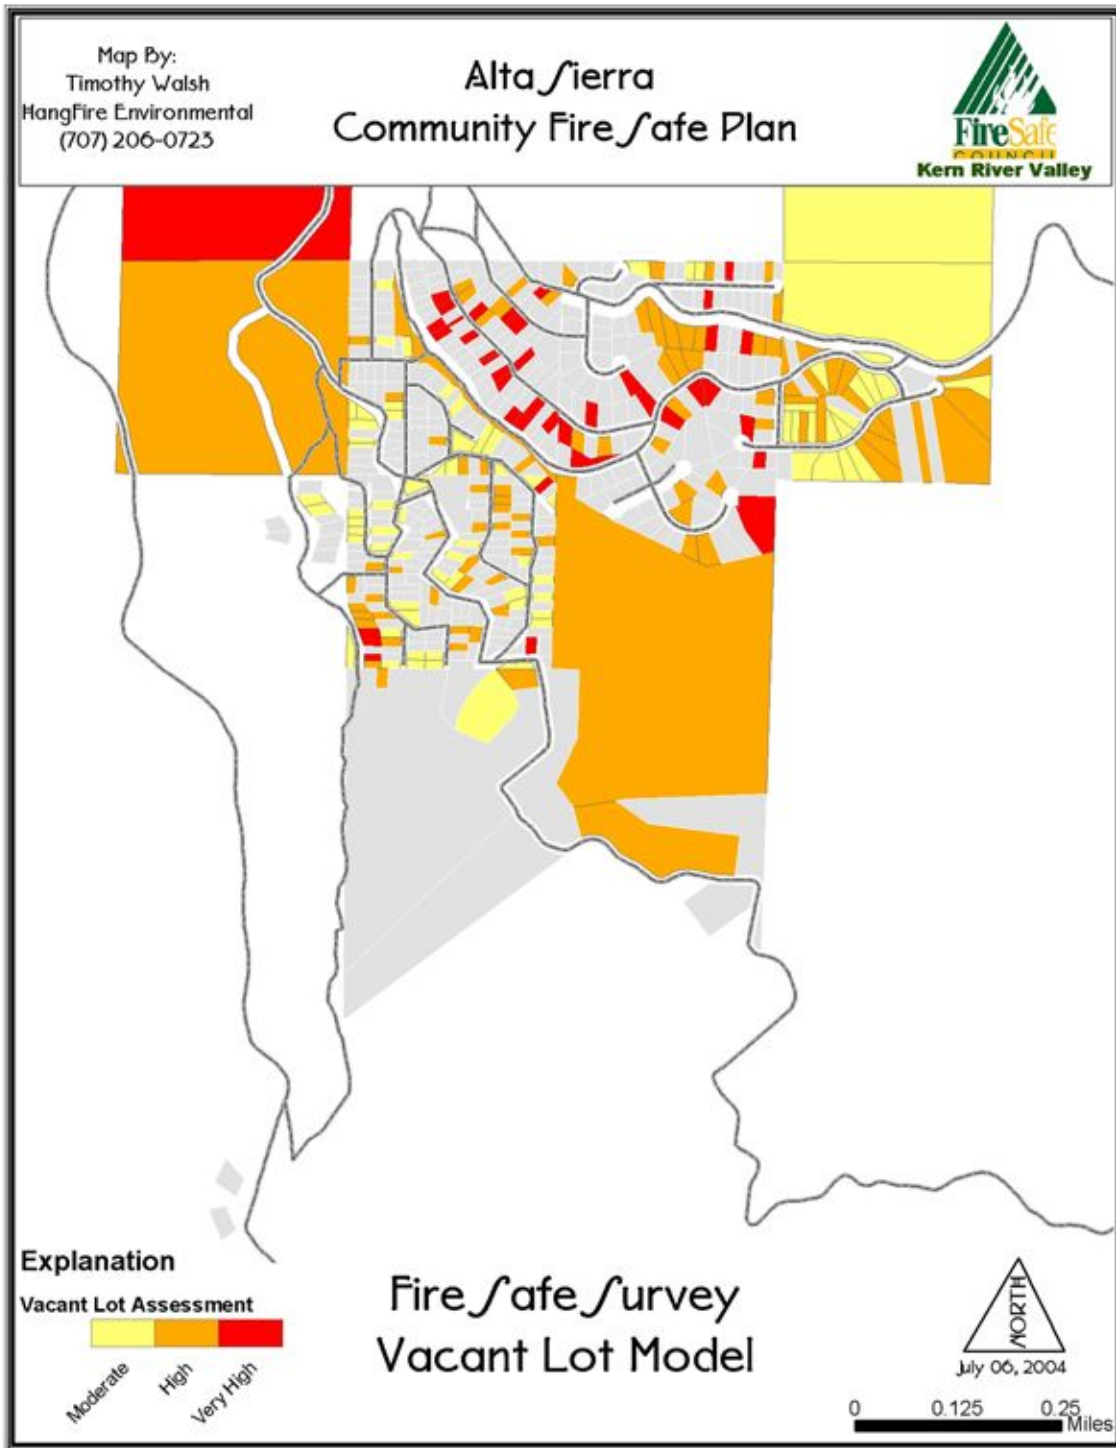 Map By:
Timothy Walsh
HangFire Environmental
(707) 206-0723
Alta Sierra
Community Fire Safe Plan
FireSafe
COUNCIL
Kern River Valley
Explanation
Vacant Lot Assessment
Moderate
High
Very High
Fire Safe Survey
Vacant Lot Model
NORTH
July 06, 2004
0 0.125 0.25
Miles